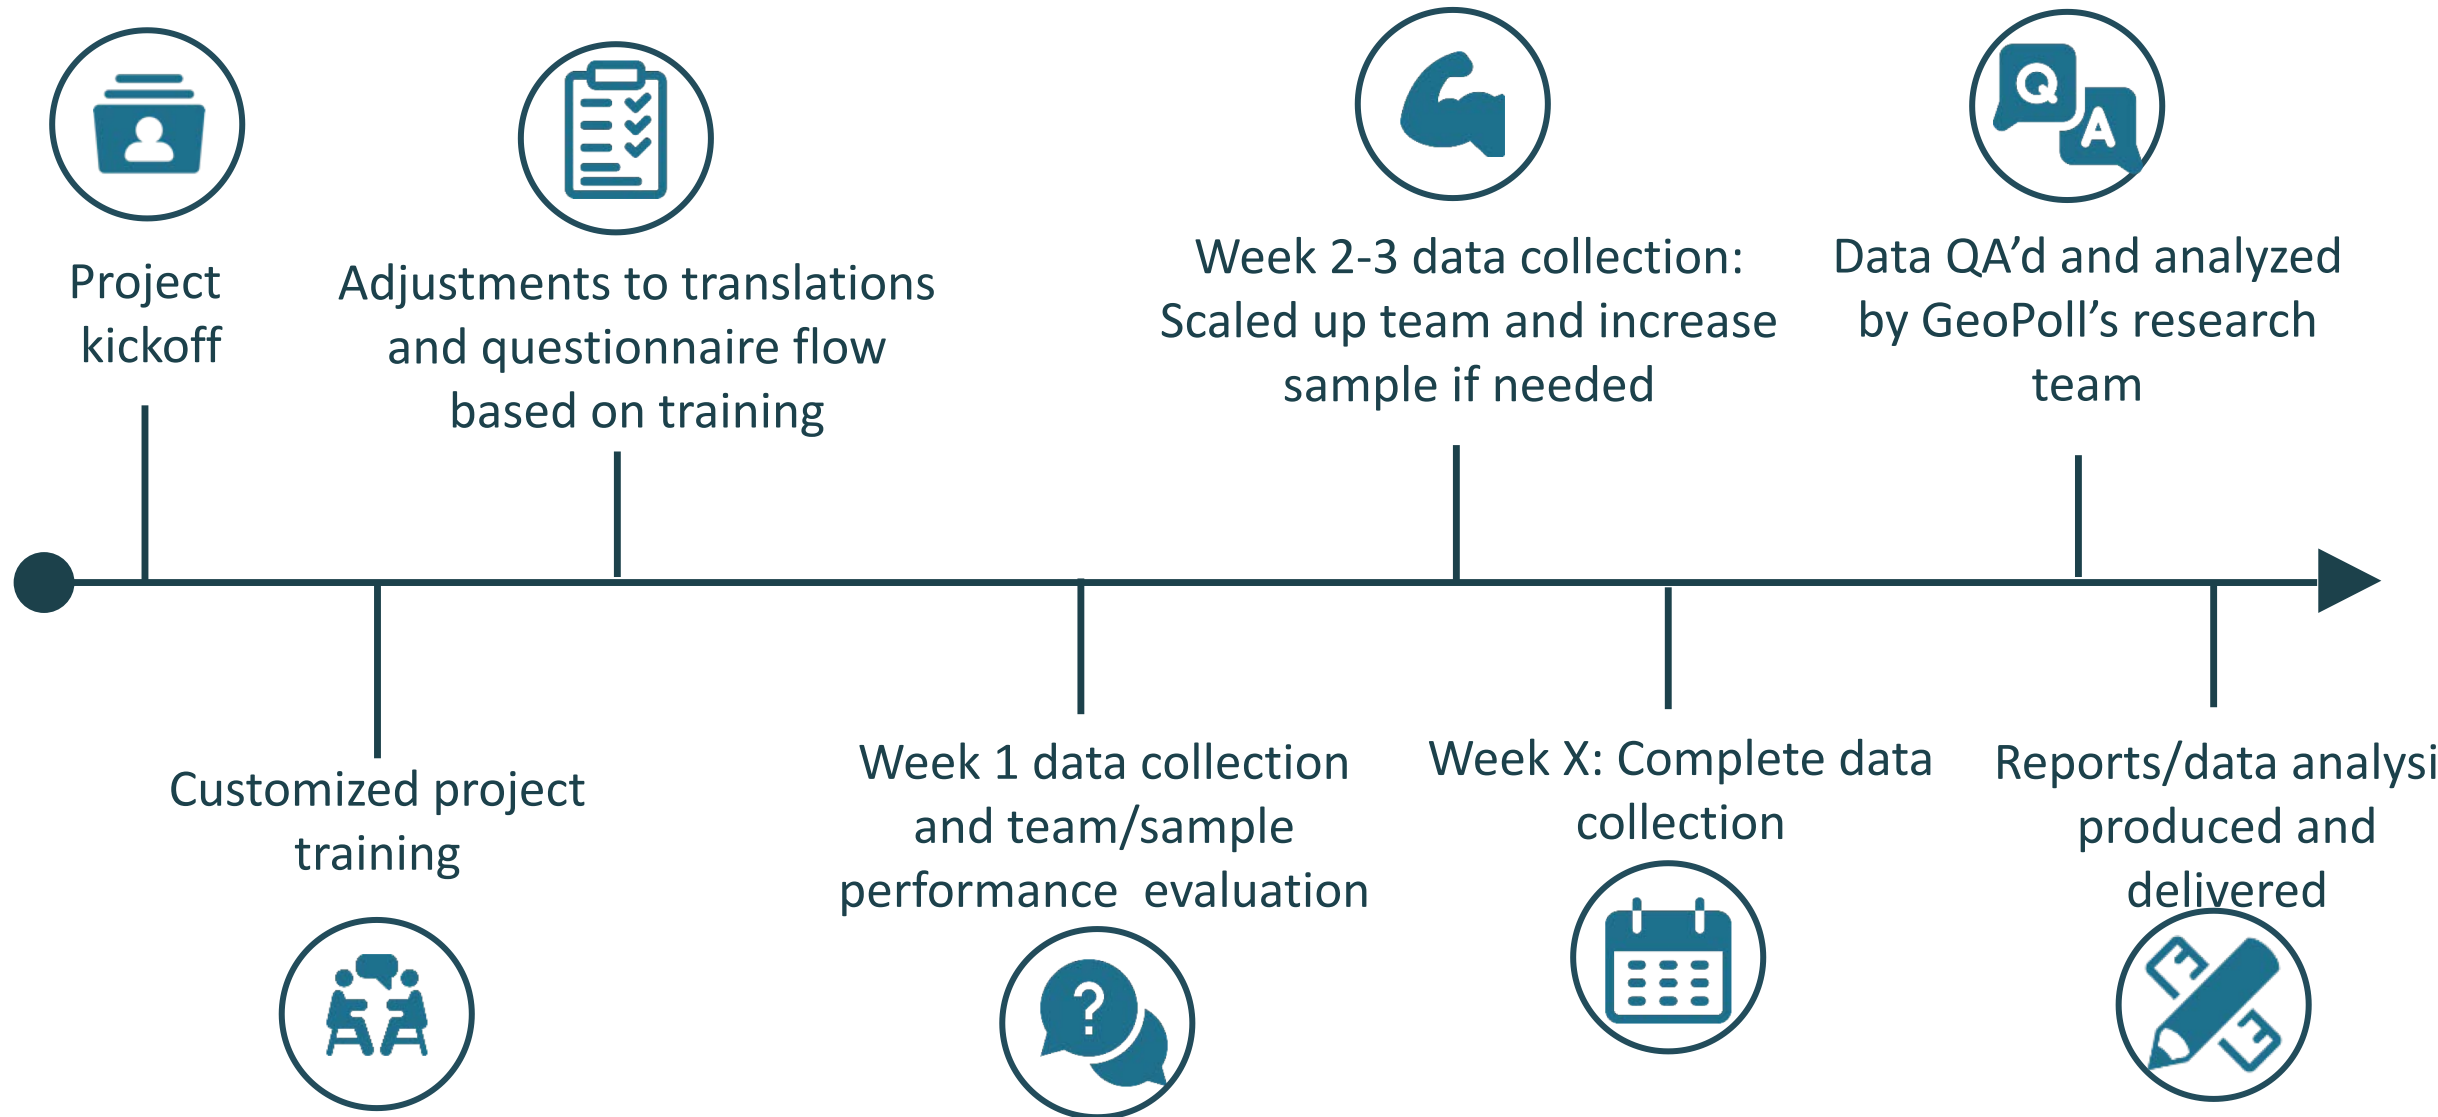 Project
kickoff
Adjustments to translations
and questionnaire flow
based on training
Week 2-3 data collection:
Scaled up team and increase
sample if needed
Q
A
Data QA’d and analyzed
by GeoPoll’s research
team
Customized project
training
Week 1 data collection
and team/sample
performance  evaluation
?
Week X: Complete data
collection
Reports/data analysi
produced and
delivered